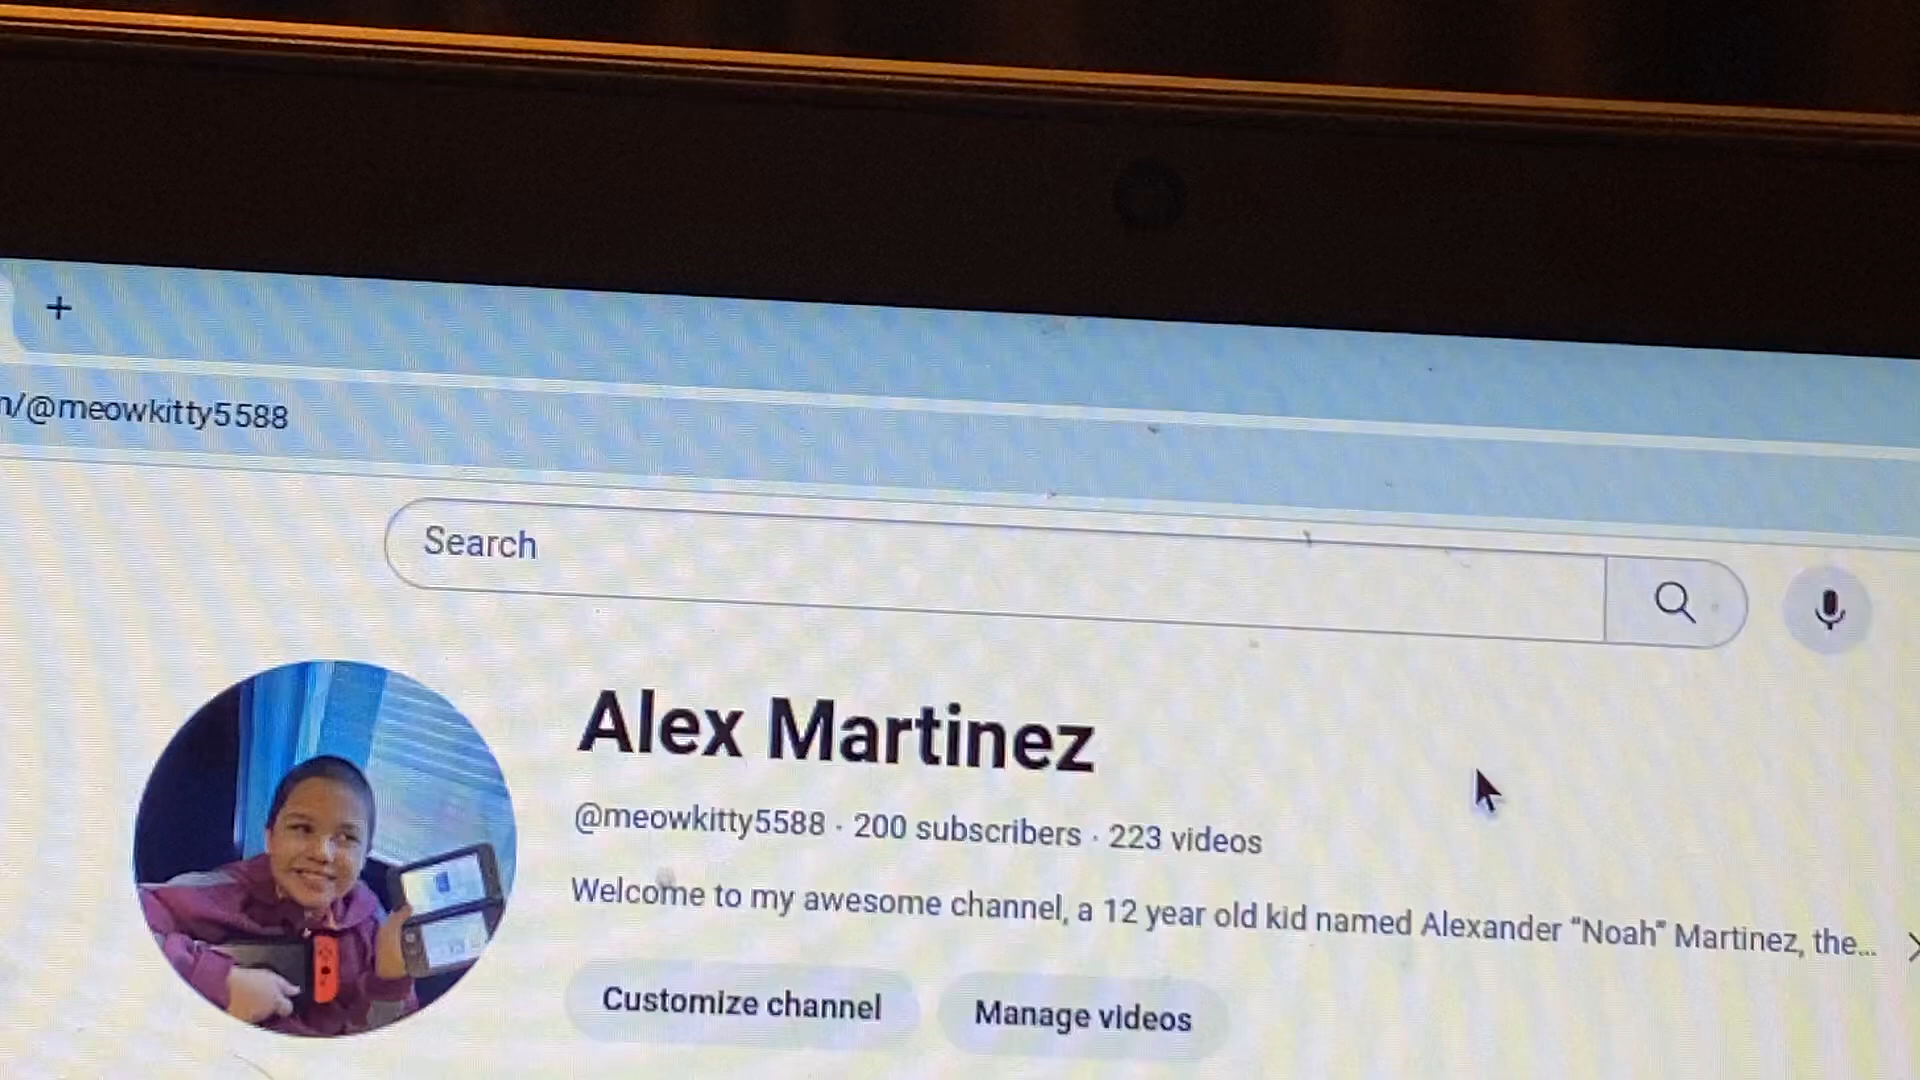 +
n/@meowkitty5588
Search
Alex Martinez
@meowkitty5588 · 200 subscribers · 223 videos
Welcome to my awesome channel, a 12 year old kid named Alexander “Noah” Martinez, the...
Customize channel
Manage videos